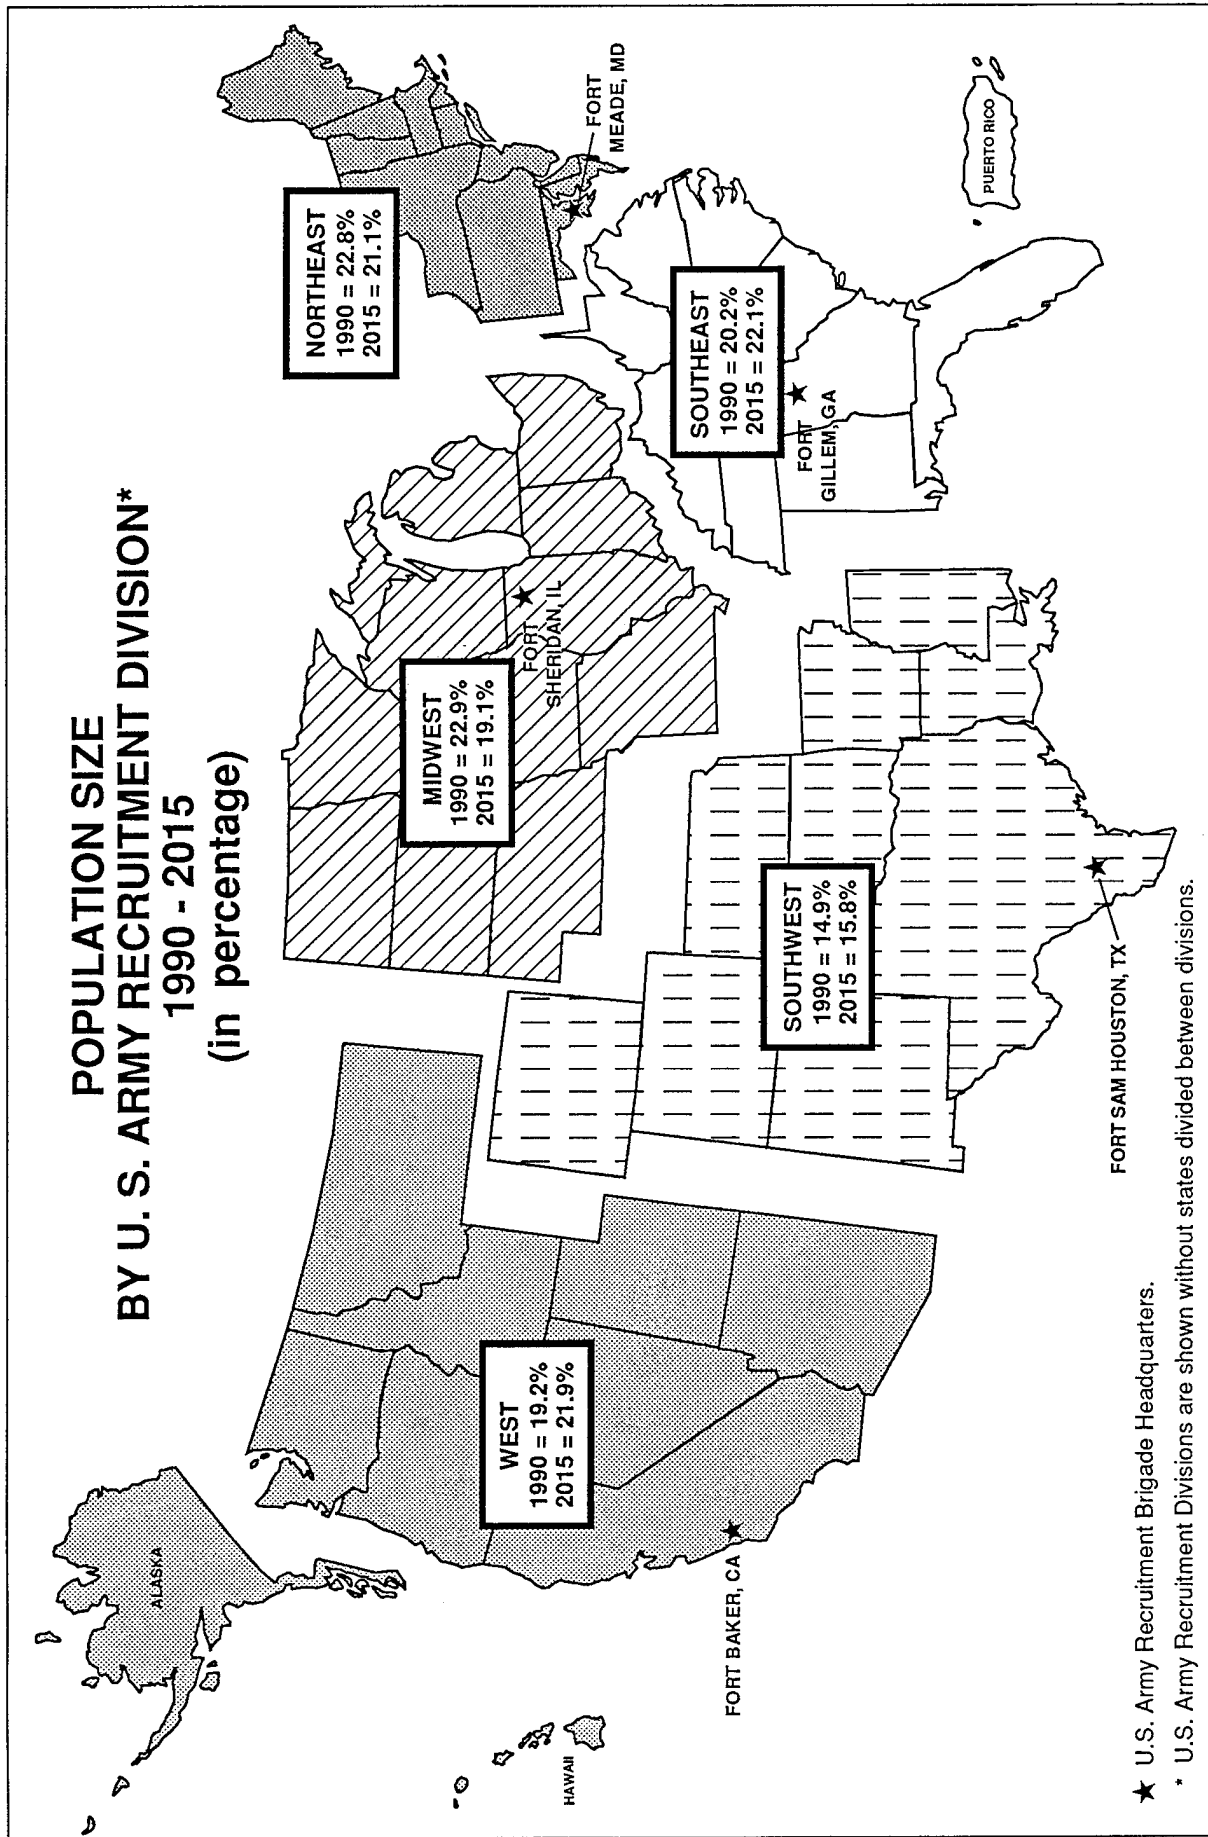 POPULATION SIZE
BY U. S. ARMY RECRUITMENT DIVISION*
1990 - 2015
(in percentage)
ALASKA
HAWAII
WEST
1990 = 19.2%
2015 = 21.9%
FORT BAKER, CA
MIDWEST
1990 = 22.9%
2015 = 19.1%
FORT
SHERIDAN, IL
NORTHEAST
1990 = 22.8%
2015 = 21.1%
FORT
MEADE, MD
SOUTHWEST
1990 = 14.9%
2015 = 15.8%
FORT SAM HOUSTON, TX
SOUTHEAST
1990 = 20.2%
2015 = 22.1%
FORT
GILLEM, GA
PUERTO RICO
★ U.S. Army Recruitment Brigade Headquarters.
* U.S. Army Recruitment Divisions are shown without states divided between divisions.